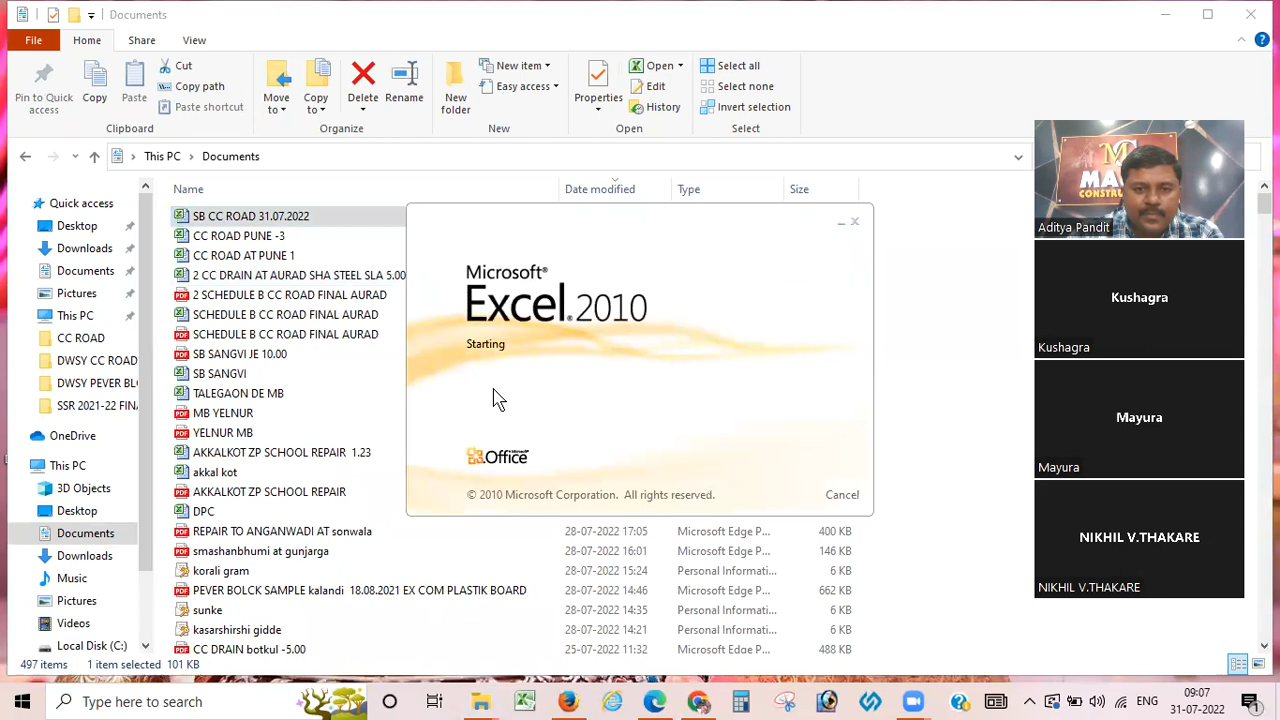 Documents
File Home Share View
Pin to Quick access
Copy
Paste
Cut
Copy path
Paste shortcut
Clipboard
Move to
Copy to
Delete
Rename
Organize
New folder
New item
Easy access
New
Properties
Open
Edit
History
Open
Select all
Select none
Invert selection
Select
This PC Documents
Name Date modified Type Size
Quick access
Desktop
Downloads
Documents
Pictures
This PC
CC ROAD
DWSY CC ROAD
DWSY PEVER BL
SSR 2021-22 FIN
OneDrive
This PC
3D Objects
Desktop
Documents
Downloads
Music
Pictures
Videos
Local Disk (C:)
SB CC ROAD 31.07.2022
CC ROAD PUNE -3
CC ROAD AT PUNE 1
2 CC DRAIN AT AURAD SHA STEEL SLA 5.00
2 SCHEDULE B CC ROAD FINAL AURAD
SCHEDULE B CC ROAD FINAL AURAD
SCHEDULE B CC ROAD FINAL AURAD
SB SANGVI JE 10.00
SB SANGVI
TALEGAON DE MB
MB YELNUR
YELNUR MB
AKKALKOT ZP SCHOOL REPAIR 1.23
akkal kot
AKKALKOT ZP SCHOOL REPAIR
DPC
REPAIR TO ANGANWADI AT sonwala 28-07-2022 17:05 Microsoft Edge P... 400 KB
smashanbhumi at gunjarga 28-07-2022 16:01 Microsoft Edge P... 146 KB
korali gram 28-07-2022 15:24 Personal Informati... 6 KB
PEVER BOLCK SAMPLE kalandi 18.08.2021 EX COM PLASTIK BOARD 28-07-2022 14:46 Microsoft Edge P... 662 KB
sunke 28-07-2022 14:35 Personal Informati... 6 KB
kasarshirshi gidde 28-07-2022 14:21 Personal Informati... 6 KB
CC DRAIN botkul -5.00 25-07-2022 11:32 Microsoft Edge P... 488 KB
Microsoft®
Excel®2010
Starting
Office
© 2010 Microsoft Corporation. All rights reserved.
Cancel
Aditya Pandit
Kushagra
Kushagra
Mayura
Mayura
NIKHIL V.THAKARE
NIKHIL V.THAKARE
497 items 1 item selected 101 KB
Type here to search
ENG
09:07
31-07-2022
1